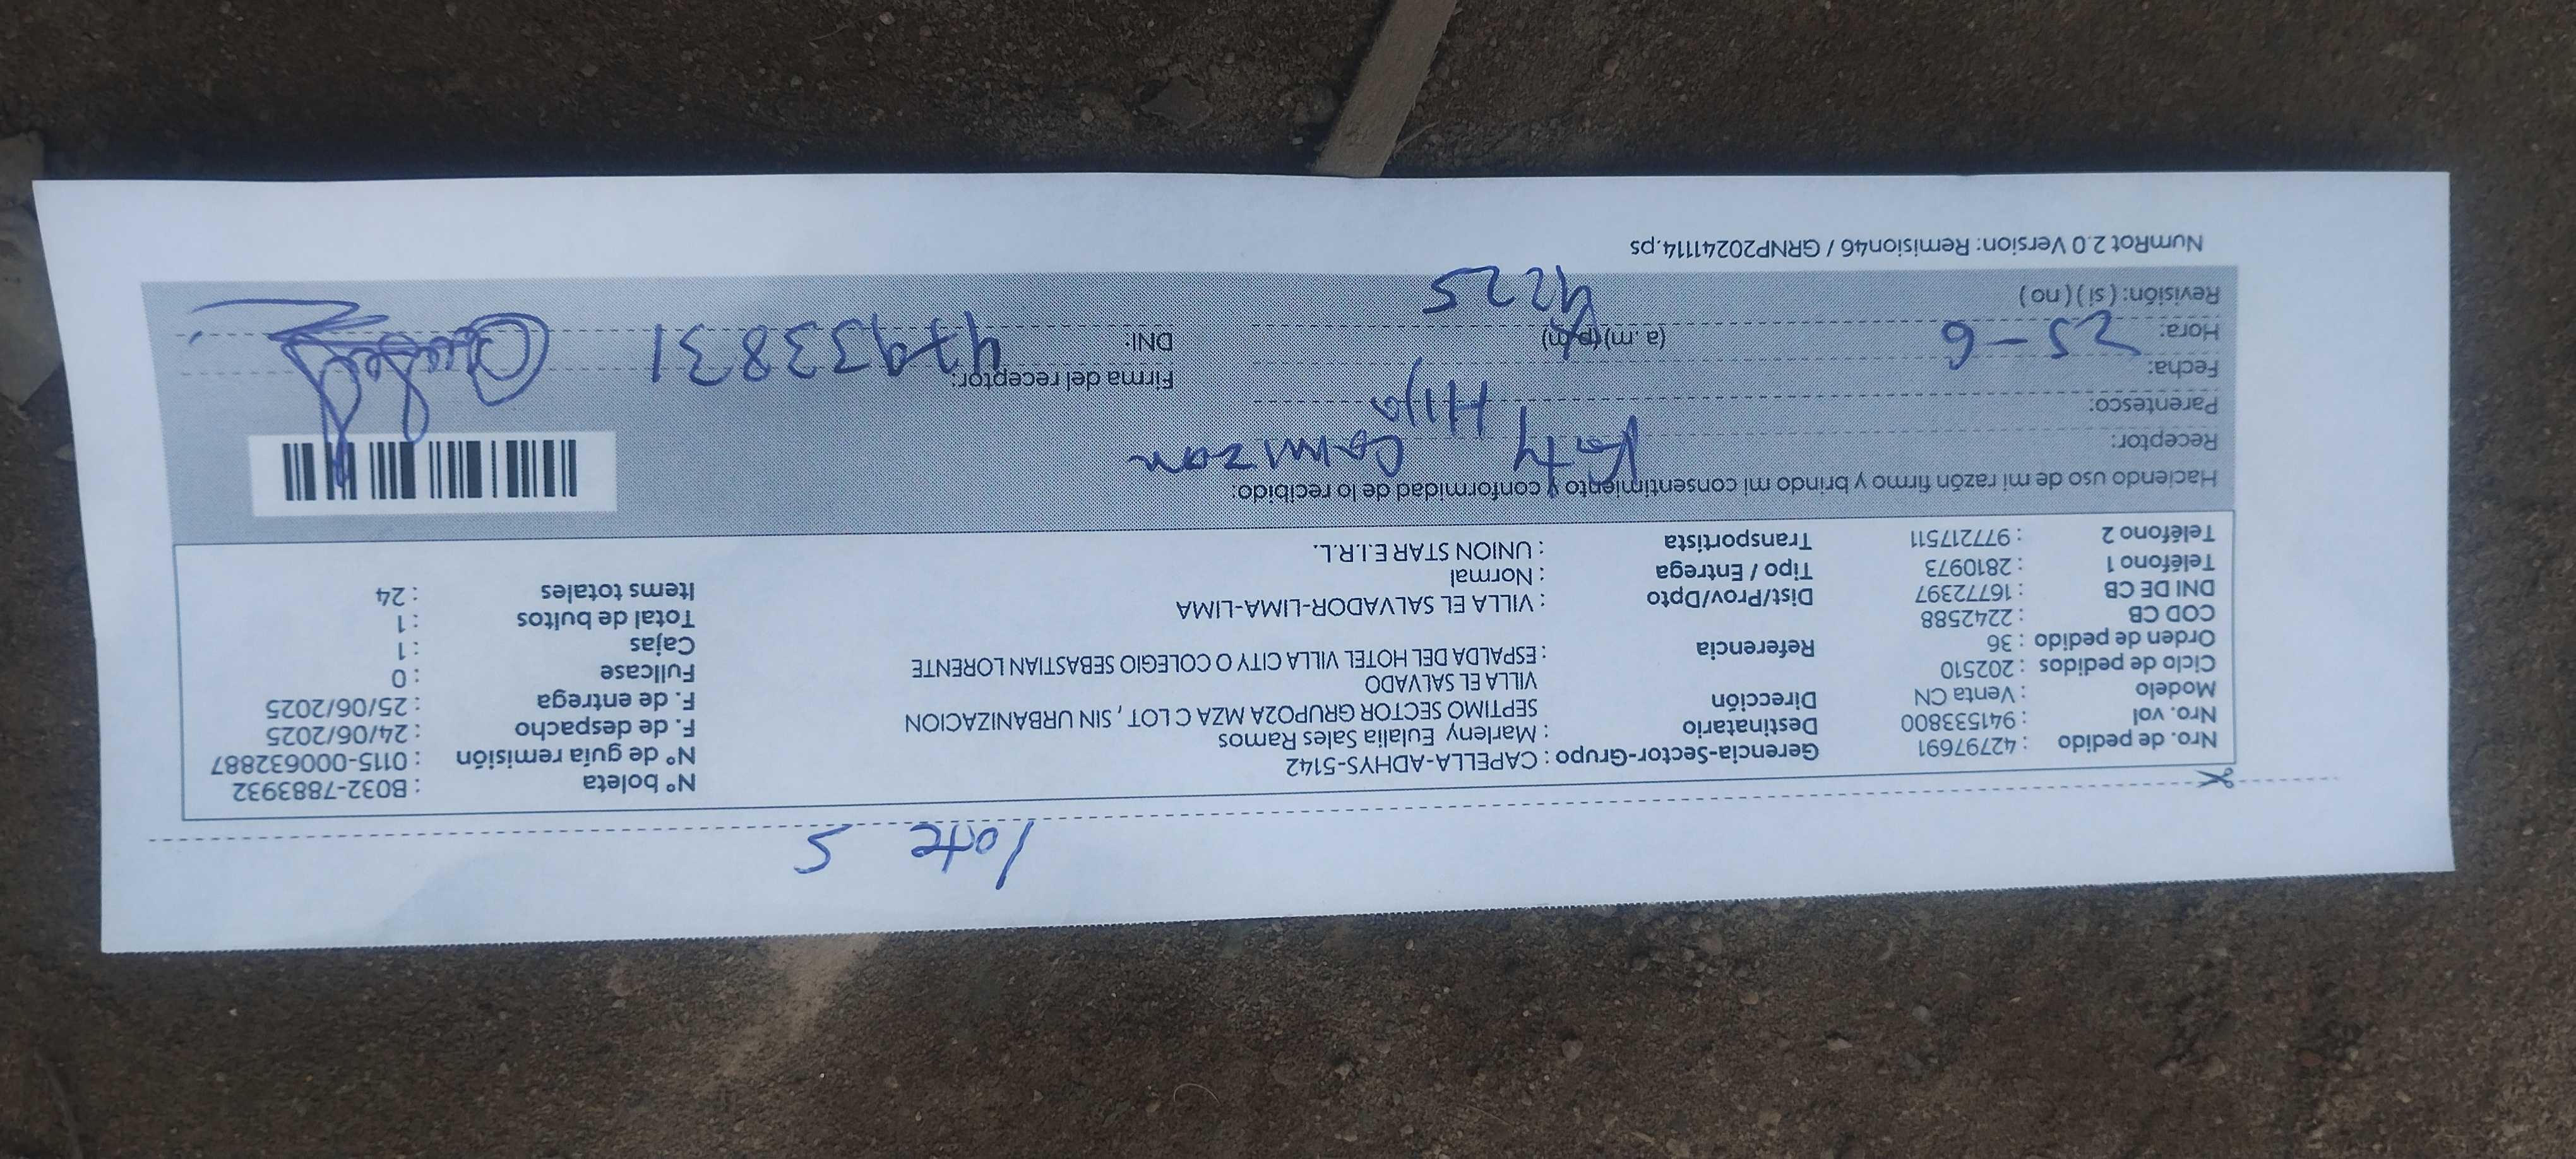 lote 5
Nro. de pedido : 42797691
Nro. vol : 941533800
Modelo : Venta CN
Ciclo de pedidos : 202510
Orden de pedido : 36
COD CB : 2242588
DNI DE CB : 16772397
Teléfono 1 : 2810973
Teléfono 2 : 977217511
Gerencia-Sector-Grupo : CAPELLA-ADHYS-5142
Destinatario : Marleny Eulalia Sales Ramos
Dirección SEPTIMO SECTOR GRUPO2A MZA C LOT , SIN URBANIZACION
VILLA EL SALVADO
Referencia : ESPALDA DEL HOTEL VILLA CITY O COLEGIO SEBASTIAN LORENTE
Dist/Prov/Dpto : VILLA EL SALVADOR-LIMA-LIMA
Tipo / Entrega : Normal
Transportista : UNION STAR E.I.R.L.
N° boleta : B032-7883932
N° de guía remisión : 0115-000632887
F. de despacho : 24/06/2025
F. de entrega : 25/06/2025
Fullcase : 0
Cajas : 1
Total de bultos : 1
Items totales : 24
Haciendo uso de mi razón firmo y brindo mi consentimiento y conformidad de lo recibido:
Receptor: Katy
Parentesco: Hija
Fecha: 25-6
Hora: (a. m) (p. m)
Revisión: ( si ) ( no )
Firma del receptor:
DNI: 47933831
NumRot 2.0 Version: Remision46 / GRNP20241114.ps